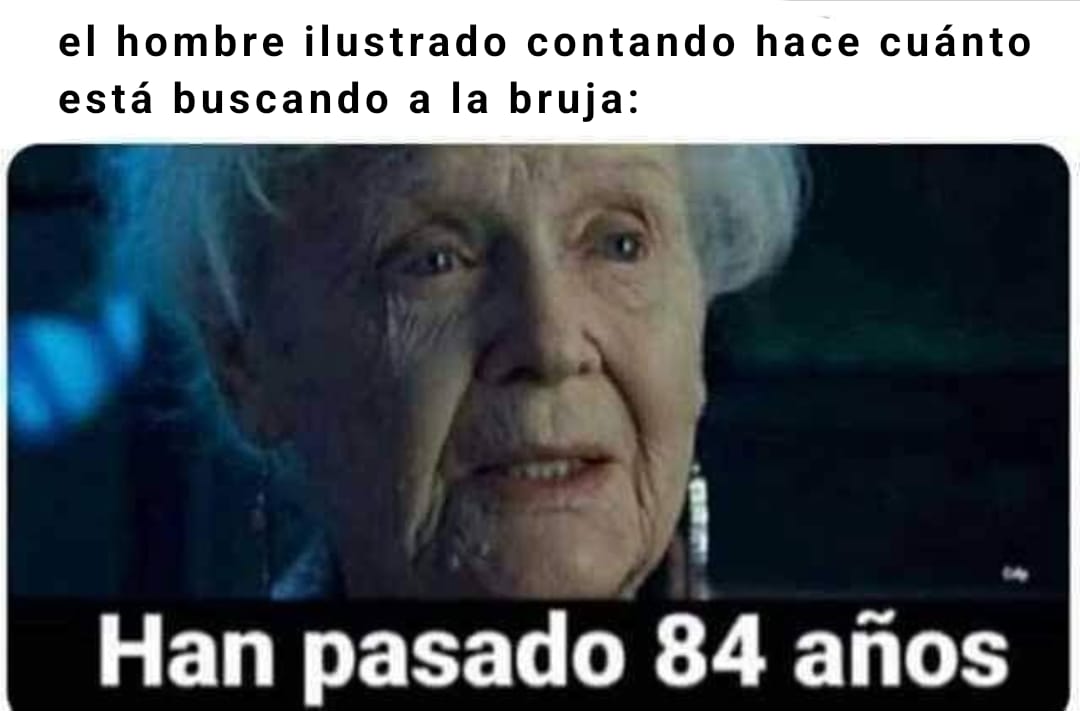 el hombre ilustrado contando hace cuánto
está buscando a la bruja:
Han pasado 84 años